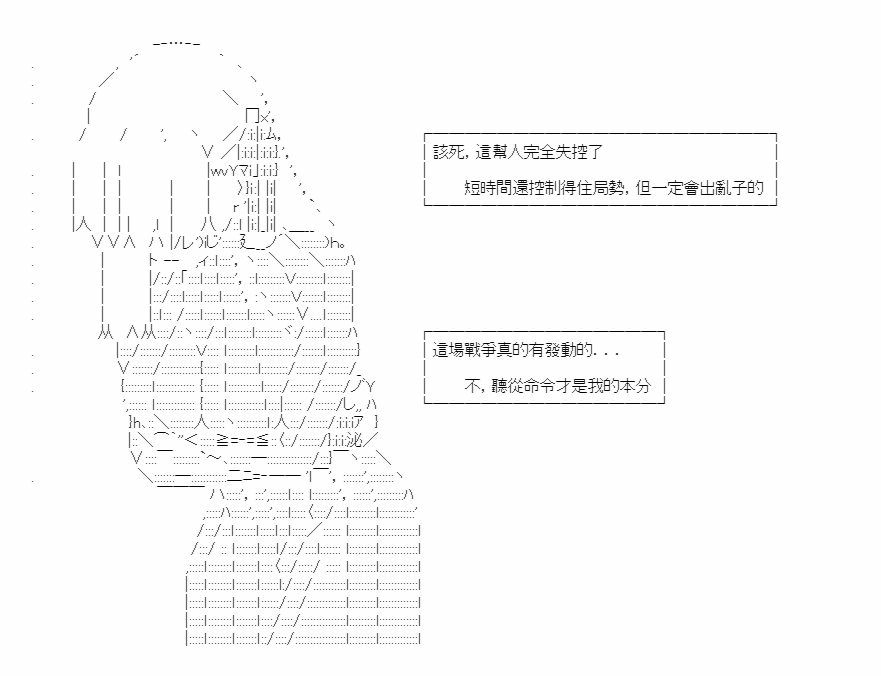 該死，這幫人完全失控了
短時間還控制得住局勢，但一定會出亂子的
這場戰爭真的有發動的...
不，聽從命令才是我的本分